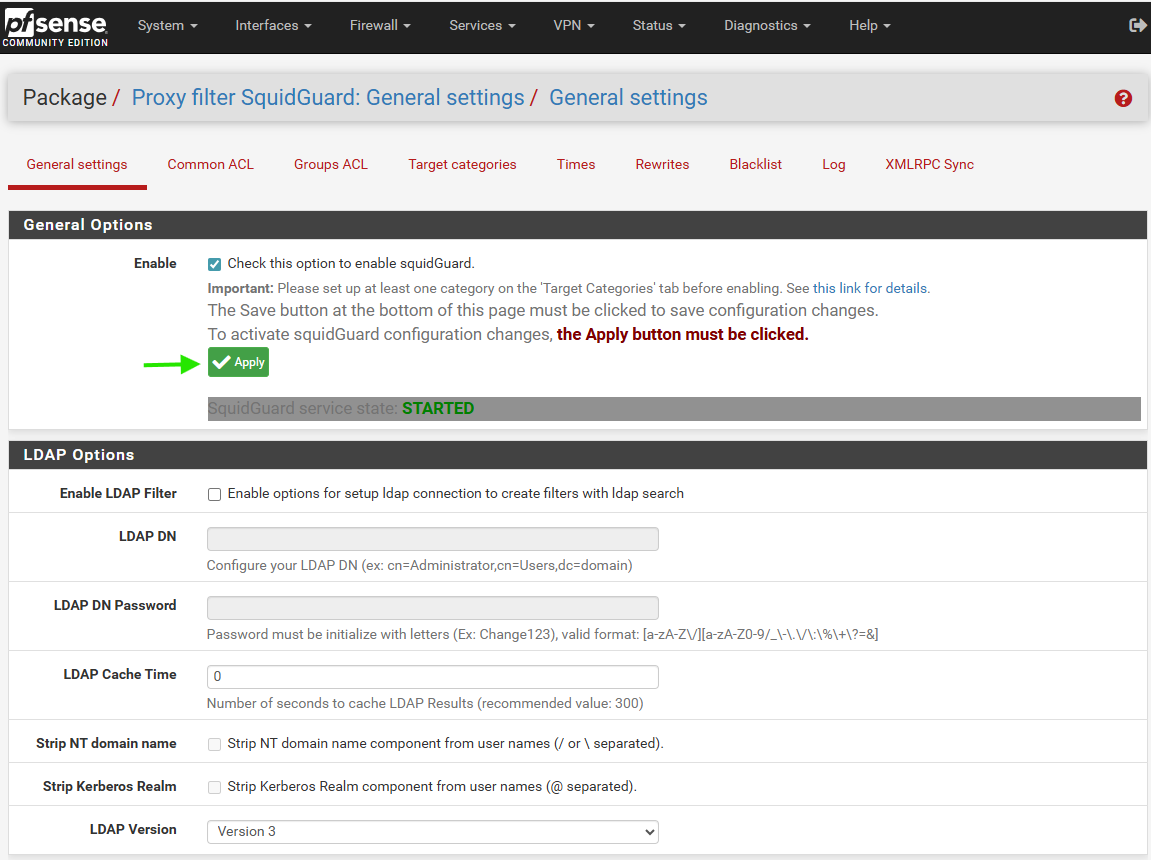 pfsense
COMMUNITY EDITION
System Interfaces Firewall Services VPN Status Diagnostics Help
Package / Proxy filter SquidGuard: General settings / General settings
?
General settings Common ACL Groups ACL Target categories Times Rewrites Blacklist Log XMLRPC Sync
General Options
Enable Check this option to enable squidGuard.
Important: Please set up at least one category on the 'Target Categories' tab before enabling. See this link for details.
The Save button at the bottom of this page must be clicked to save configuration changes.
To activate squidGuard configuration changes, the Apply button must be clicked.
Apply
SquidGuard service state: STARTED
LDAP Options
Enable LDAP Filter Enable options for setup ldap connection to create filters with ldap search
LDAP DN
Configure your LDAP DN (ex: cn=Administrator,cn=Users,dc=domain)
LDAP DN Password
Password must be initialize with letters (Ex: Change123), valid format: [a-zA-Z\/][a-zA-Z0-9/_\-\.\/\:\%\+\?=&]
LDAP Cache Time 0
Number of seconds to cache LDAP Results (recommended value: 300)
Strip NT domain name Strip NT domain name component from user names (/ or \ separated).
Strip Kerberos Realm Strip Kerberos Realm component from user names (@ separated).
LDAP Version Version 3